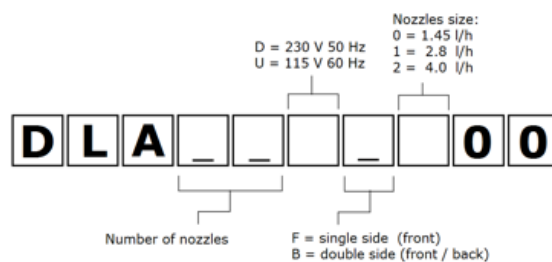 Nozzles size:
0 = 1.45 l/h
1 = 2.8 l/h
2 = 4.0 l/h
D = 230 V 50 Hz
U = 115 V 60 Hz
D L A _ _ _ 0 0
Number of nozzles
F = single side (front)
B = double side (front / back)